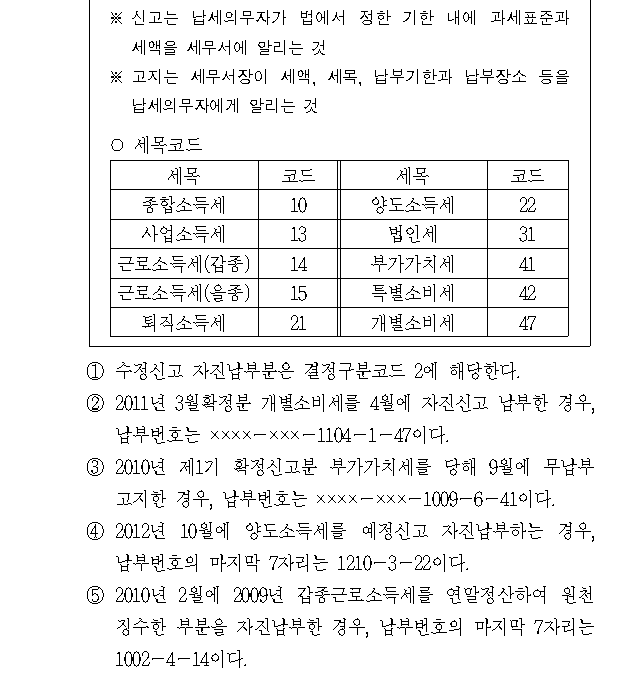 ※ 신고는 납세의무자가 법에서 정한 기한 내에 과세표준과
세액을 세무서에 알리는 것
※ 고지는 세무서장이 세액, 세목, 납부기한과 납부장소 등을
납세의무자에게 알리는 것
○ 세목코드
세목 코드 세목 코드
종합소득세 10 양도소득세 22
사업소득세 13 법인세 31
근로소득세(갑종) 14 부가가치세 41
근로소득세(을종) 15 특별소비세 42
퇴직소득세 21 개별소비세 47
① 수정신고 자진납부분은 결정구분코드 2에 해당한다.
② 2011년 3월확정분 개별소비세를 4월에 자진신고 납부한 경우,
납부번호는 ××××－×××－1104－1－47이다.
③ 2010년 제1기 확정신고분 부가가치세를 당해 9월에 무납부
고지한 경우, 납부번호는 ××××－×××－1009－6－41이다.
④ 2012년 10월에 양도소득세를 예정신고 자진납부하는 경우,
납부번호의 마지막 7자리는 1210－3－22이다.
⑤ 2010년 2월에 2009년 갑종근로소득세를 연말정산하여 원천
징수한 부분을 자진납부한 경우, 납부번호의 마지막 7자리는
1002－4－14이다.